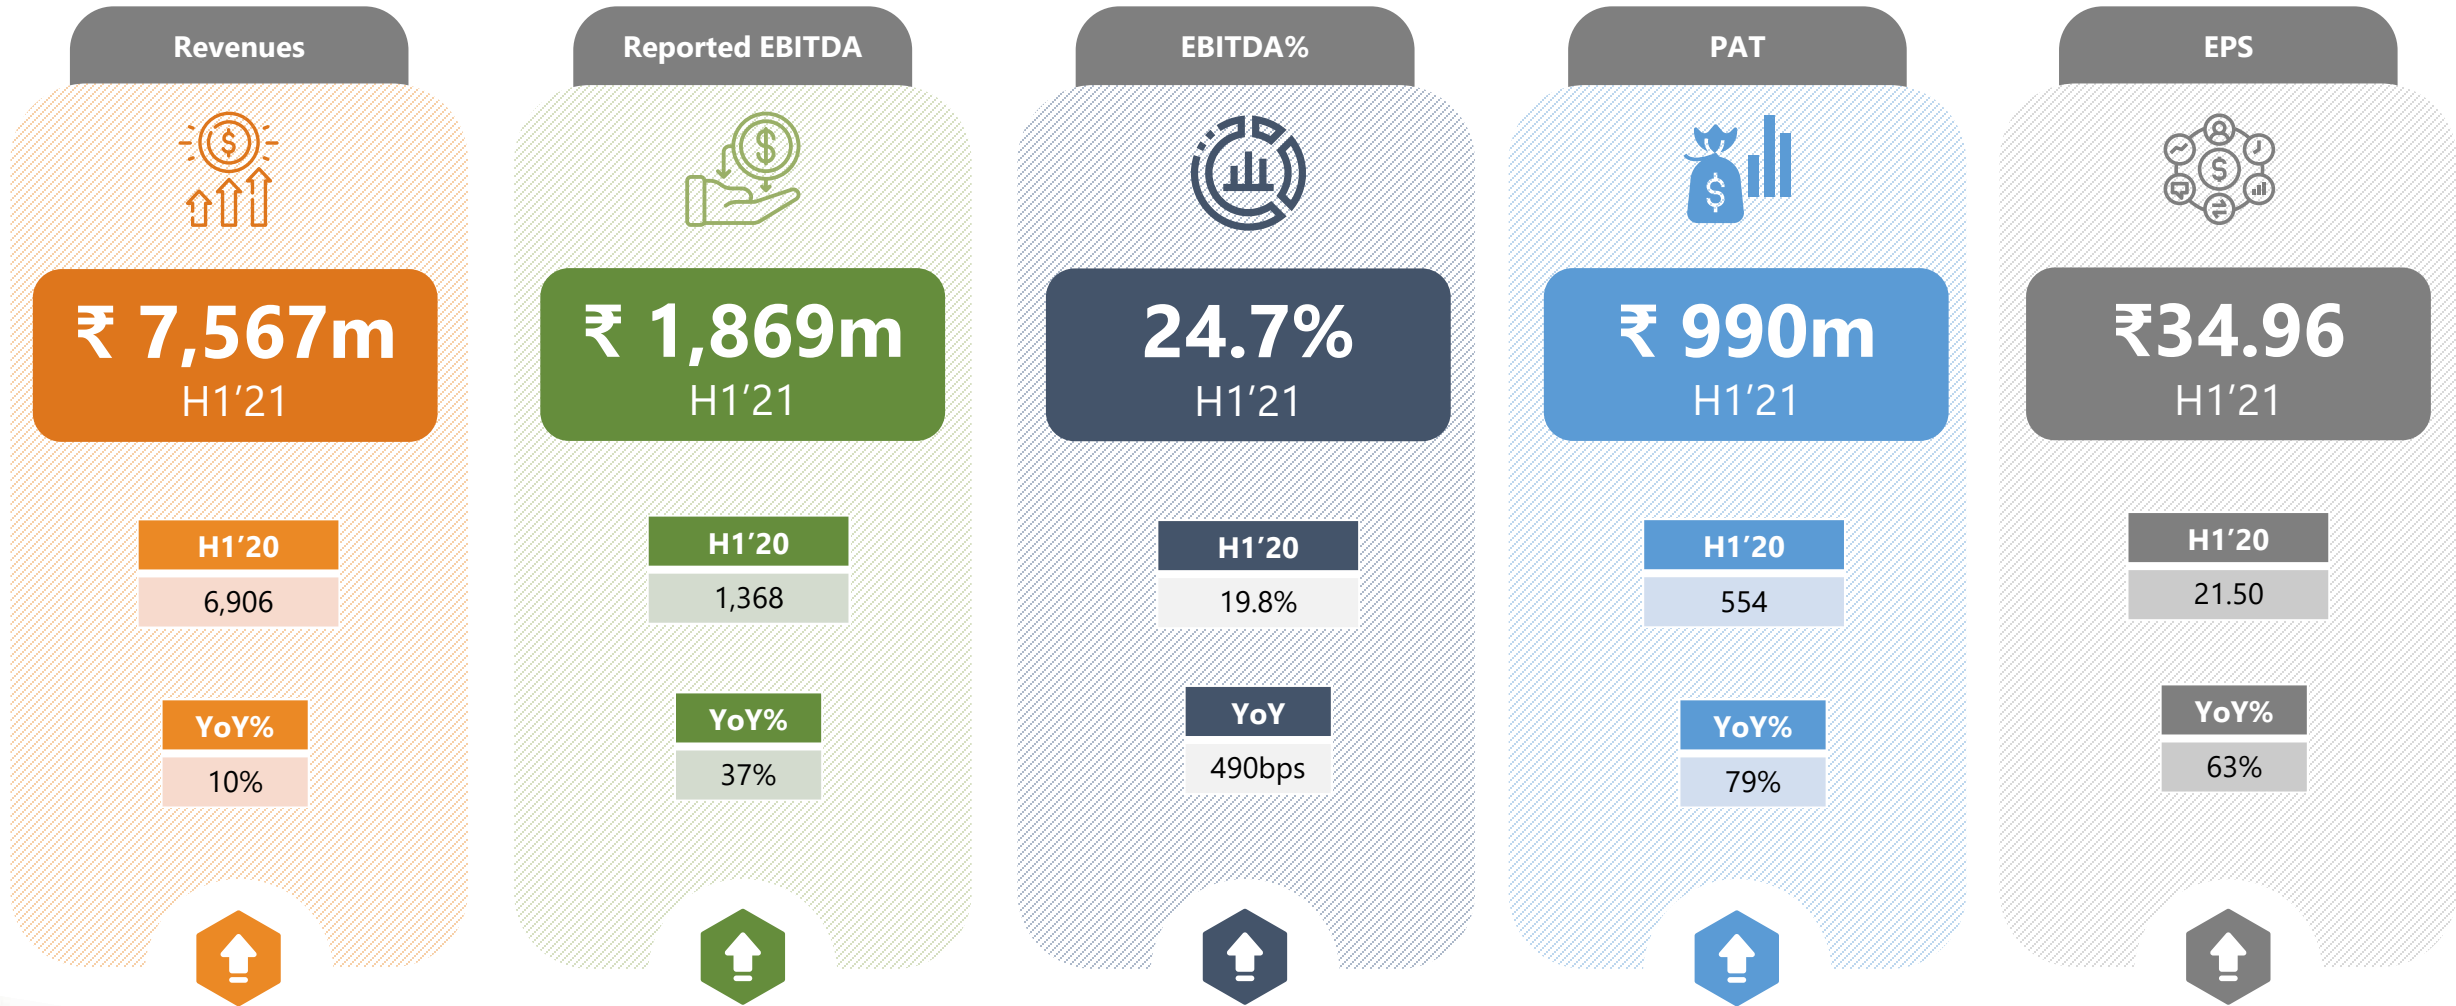 Revenues
₹ 7,567m
H1’21
H1’20
6,906
YoY%
10%
Reported EBITDA
₹ 1,869m
H1’21
H1’20
1,368
YoY%
37%
EBITDA%
24.7%
H1’21
H1’20
19.8%
YoY
490bps
PAT
₹ 990m
H1’21
H1’20
554
YoY%
79%
EPS
₹34.96
H1’21
H1’20
21.50
YoY%
63%